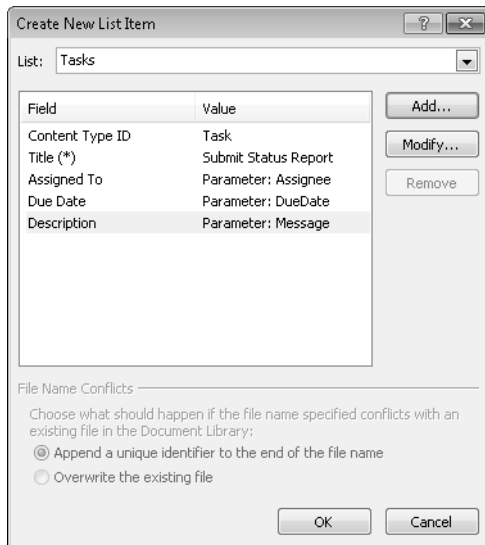 Create New List Item
?
List: Tasks
Field Value
Add...
Content Type ID Task
Modify...
Title (*) Submit Status Report
Assigned To Parameter: Assignee
Remove
Due Date Parameter: DueDate
Description Parameter: Message
File Name Conflicts
Choose what should happen if the file name specified conflicts with an
existing file in the Document Library:
Append a unique identifier to the end of the file name
Overwrite the existing file
OK Cancel